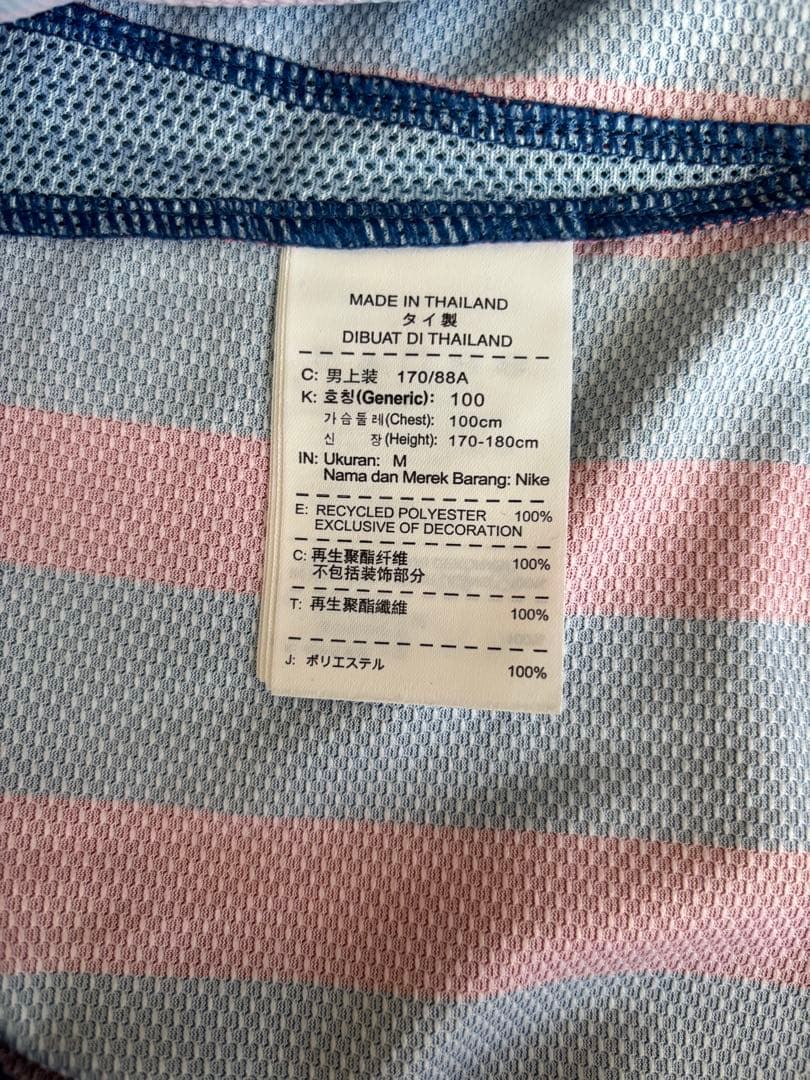 MADE IN THAILAND
タイ製
DIBUAT DI THAILAND
C: 男上装 170/88A
K: 호칭(Generic): 100
가슴둘레(Chest): 100cm
신 장(Height): 170-180cm
IN: Ukuran: M
Nama dan Merek Barang: Nike
E: RECYCLED POLYESTER 100%
EXCLUSIVE OF DECORATION
C: 再生聚酯纤维 100%
不包括装饰部分
T: 再生聚酯纖維 100%
J: ポリエステル 100%